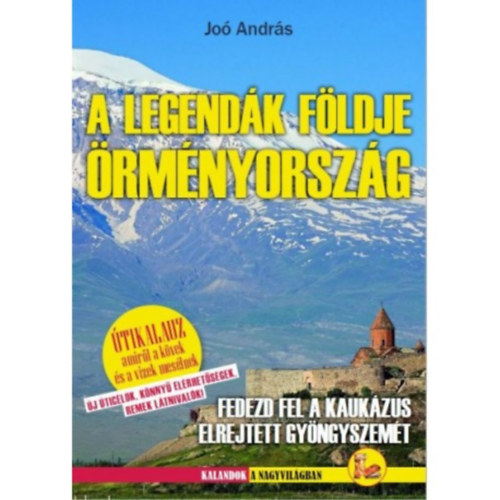 Joó András
A LEGENDÁK FÖLDJE
ÖRMÉNYORSZÁG
ÚTIKALAUZ
amiről a kövek
és a vizek mesélnek
ÚJ ÚTICÉLOK, KÖNNYŰ ELÉRHETŐSÉGEK,
REMEK LÁTNIVALÓK!
FEDEZD FEL A KAUKÁZUS
ELREJTETT GYÖNGYSZEMÉT
KALANDOK A NAGYVILÁGBAN